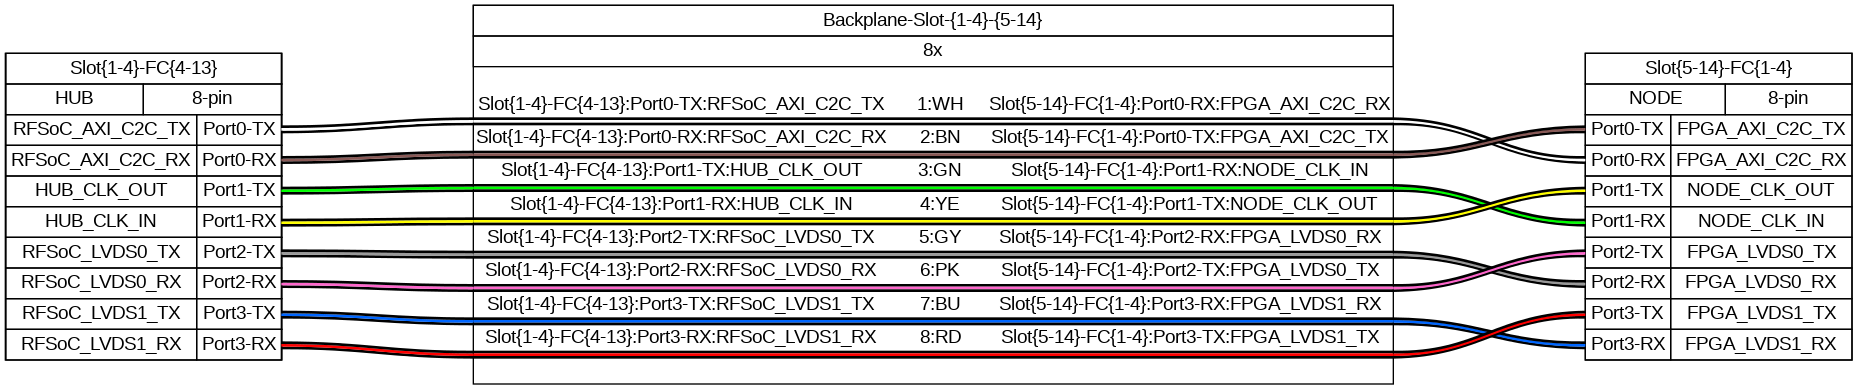 Backplane-Slot-{1-4}-{5-14}
8x
Slot{1-4}-FC{4-13}
HUB 8-pin
RFSoC_AXI_C2C_TX Port0-TX
RFSoC_AXI_C2C_RX Port0-RX
HUB_CLK_OUT Port1-TX
HUB_CLK_IN Port1-RX
RFSoC_LVDS0_TX Port2-TX
RFSoC_LVDS0_RX Port2-RX
RFSoC_LVDS1_TX Port3-TX
RFSoC_LVDS1_RX Port3-RX
Slot{1-4}-FC{4-13}:Port0-TX:RFSoC_AXI_C2C_TX 1:WH Slot{5-14}-FC{1-4}:Port0-RX:FPGA_AXI_C2C_RX
Slot{1-4}-FC{4-13}:Port0-RX:RFSoC_AXI_C2C_RX 2:BN Slot{5-14}-FC{1-4}:Port0-TX:FPGA_AXI_C2C_TX
Slot{1-4}-FC{4-13}:Port1-TX:HUB_CLK_OUT 3:GN Slot{5-14}-FC{1-4}:Port1-RX:NODE_CLK_IN
Slot{1-4}-FC{4-13}:Port1-RX:HUB_CLK_IN 4:YE Slot{5-14}-FC{1-4}:Port1-TX:NODE_CLK_OUT
Slot{1-4}-FC{4-13}:Port2-TX:RFSoC_LVDS0_TX 5:GY Slot{5-14}-FC{1-4}:Port2-RX:FPGA_LVDS0_RX
Slot{1-4}-FC{4-13}:Port2-RX:RFSoC_LVDS0_RX 6:PK Slot{5-14}-FC{1-4}:Port2-TX:FPGA_LVDS0_TX
Slot{1-4}-FC{4-13}:Port3-TX:RFSoC_LVDS1_TX 7:BU Slot{5-14}-FC{1-4}:Port3-RX:FPGA_LVDS1_RX
Slot{1-4}-FC{4-13}:Port3-RX:RFSoC_LVDS1_RX 8:RD Slot{5-14}-FC{1-4}:Port3-TX:FPGA_LVDS1_TX
Slot{5-14}-FC{1-4}
NODE 8-pin
Port0-TX FPGA_AXI_C2C_TX
Port0-RX FPGA_AXI_C2C_RX
Port1-TX NODE_CLK_OUT
Port1-RX NODE_CLK_IN
Port2-TX FPGA_LVDS0_TX
Port2-RX FPGA_LVDS0_RX
Port3-TX FPGA_LVDS1_TX
Port3-RX FPGA_LVDS1_RX